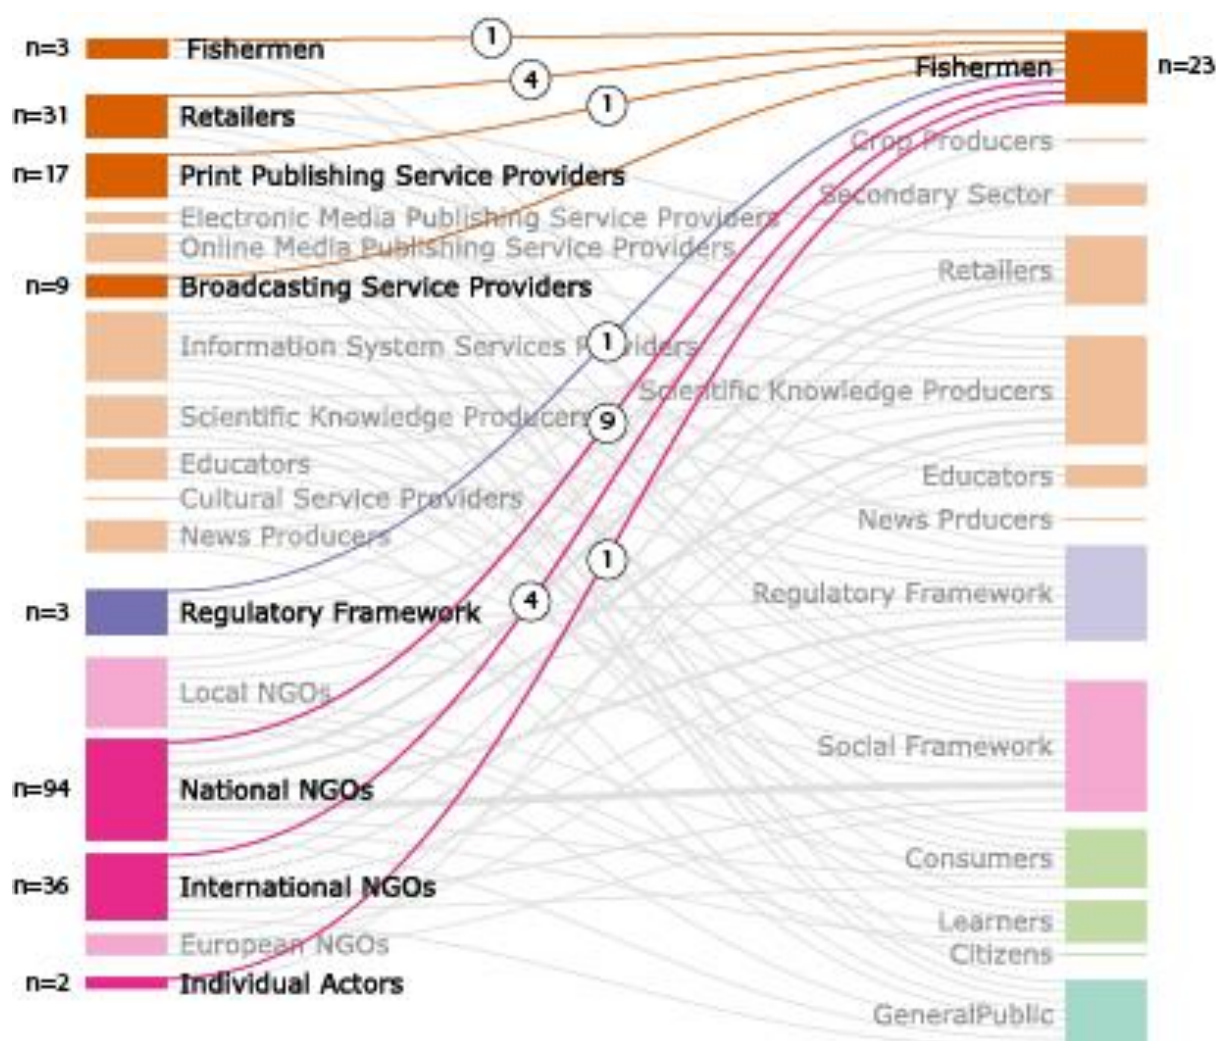 n=3 Fishermen 1
n=31 Retailers 4
n=17 Print Publishing Service Providers 1
Electronic Media Publishing Service Providers
Online Media Publishing Service Providers
n=9 Broadcasting Service Providers
Information System Services Providers 1
Scientific Knowledge Producers 9
Educators
Cultural Service Providers
News Producers 1
n=3 Regulatory Framework 4
Local NGOs
n=94 National NGOs
n=36 International NGOs
European NGOs
n=2 Individual Actors
Fishermen n=23
Crop Producers
Secondary Sector
Retailers
Scientific Knowledge Producers
Educators
News Prducers
Regulatory Framework
Social Framework
Consumers
Learners
Citizens
GeneralPublic